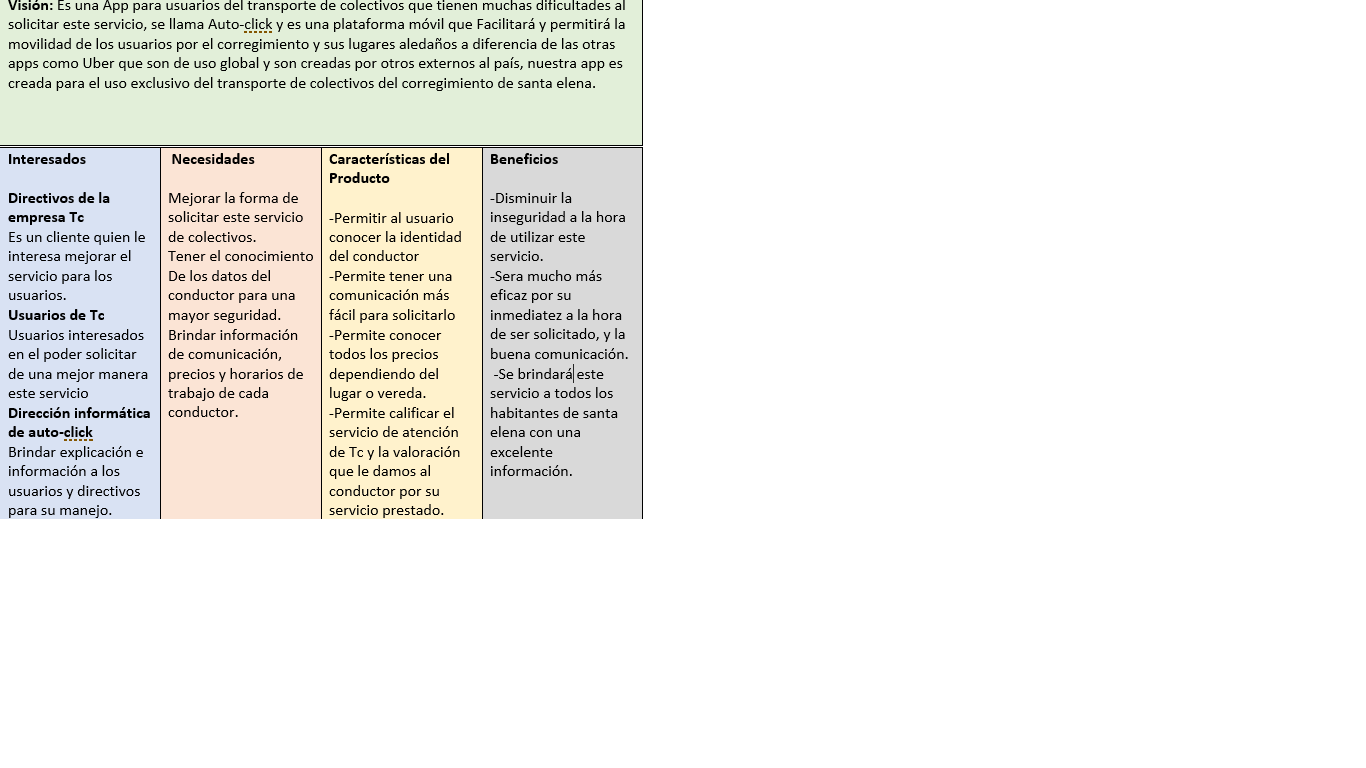 Visión: Es una App para usuarios del transporte de colectivos que tienen muchas dificultades al
solicitar este servicio, se llama Auto-click y es una plataforma móvil que Facilitará y permitirá la
movilidad de los usuarios por el corregimiento y sus lugares aledaños a diferencia de las otras
apps como Uber que son de uso global y son creadas por otros externos al país, nuestra app es
creada para el uso exclusivo del transporte de colectivos del corregimiento de santa elena.
Interesados
Directivos de la
empresa Tc
Es un cliente quien le
interesa mejorar el
servicio para los
usuarios.
Usuarios de Tc
Usuarios interesados
en el poder solicitar
de una mejor manera
este servicio
Dirección informática
de auto-click
Brindar explicación e
información a los
usuarios y directivos
para su manejo.
Necesidades
Mejorar la forma de
solicitar este servicio
de colectivos.
Tener el conocimiento
De los datos del
conductor para una
mayor seguridad.
Brindar información
de comunicación,
precios y horarios de
trabajo de cada
conductor.
Características del
Producto
-Permitir al usuario
conocer la identidad
del conductor
-Permite tener una
comunicación más
fácil para solicitarlo
-Permite conocer
todos los precios
dependiendo del
lugar o vereda.
-Permite calificar el
servicio de atención
de Tc y la valoración
que le damos al
conductor por su
servicio prestado.
Beneficios
-Disminuir la
inseguridad a la hora
de utilizar este
servicio.
-Sera mucho más
eficaz por su
inmediatez a la hora
de ser solicitado, y la
buena comunicación.
-Se brindará este
servicio a todos los
habitantes de santa
elena con una
excelente
información.